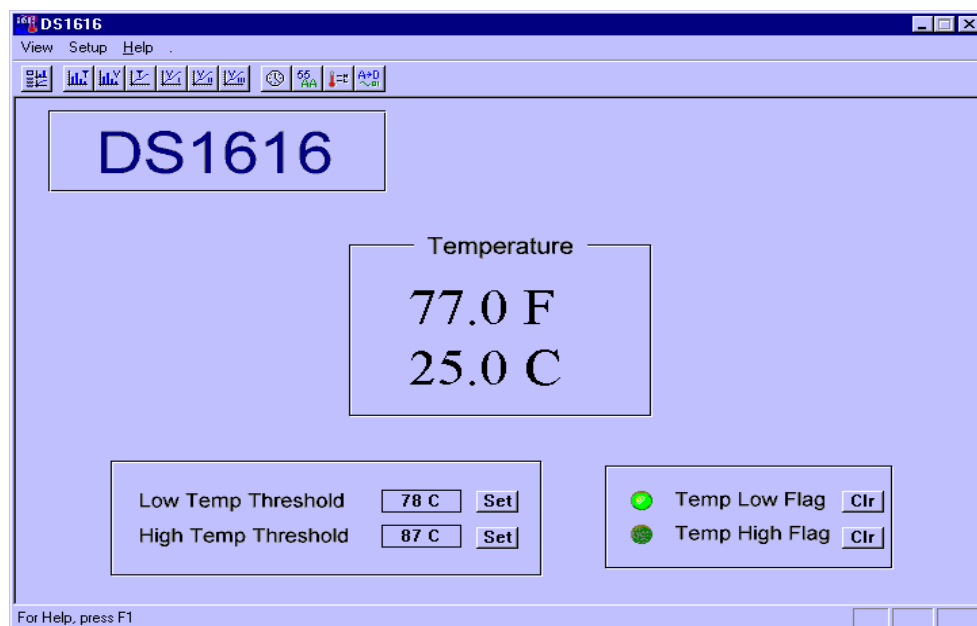 DS1616
View Setup Help .
DS1616
Temperature
77.0 F
25.0 C
Low Temp Threshold 78 C Set
High Temp Threshold 87 C Set
Temp Low Flag Clr
Temp High Flag Clr
For Help, press F1